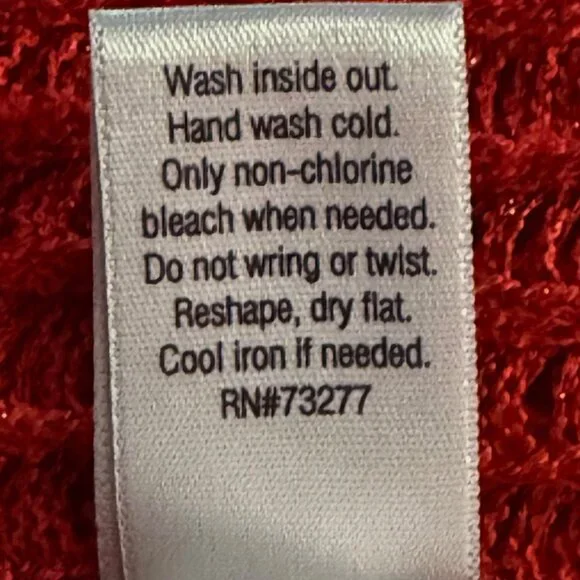 Wash inside out.
Hand wash cold.
Only non-chlorine
bleach when needed.
Do not wring or twist.
Reshape, dry flat.
Cool iron if needed.
RN#73277